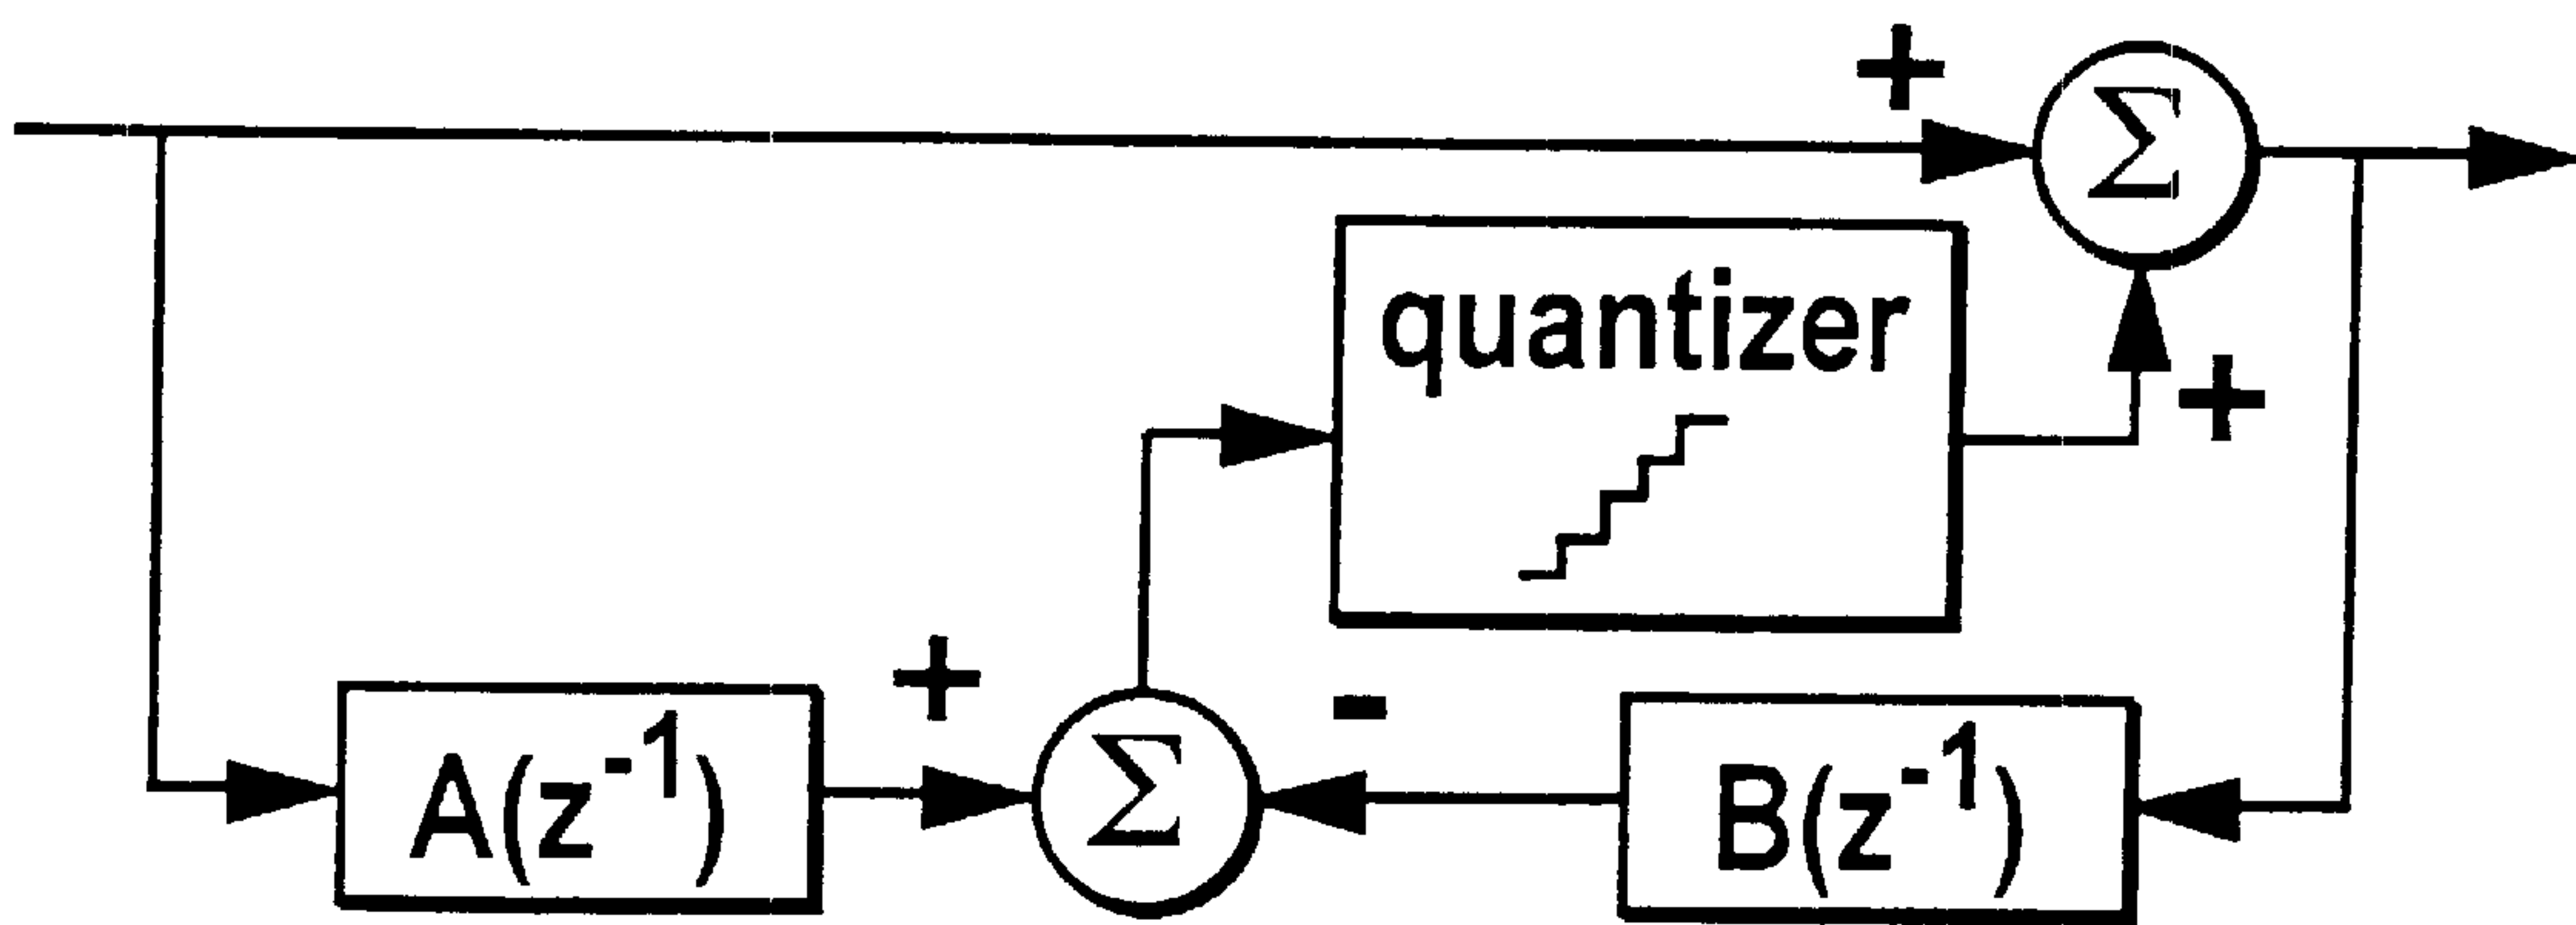 +
Σ
quantizer
+
+
-
A(z⁻¹)
Σ
B(z⁻¹)